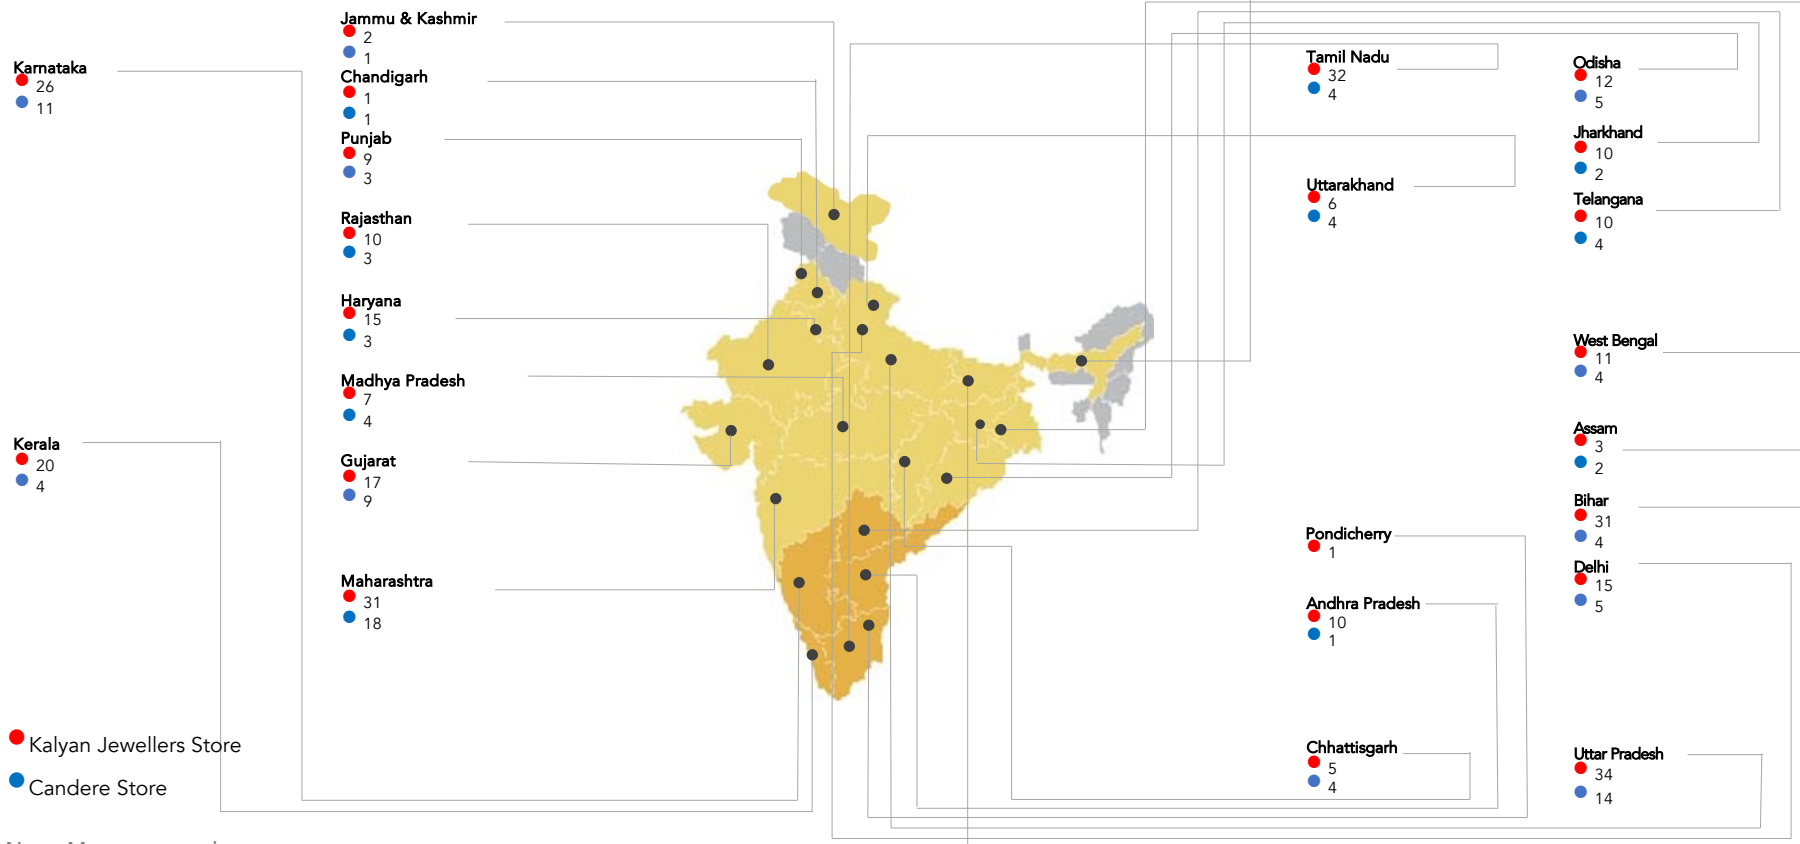 Karnataka
26
11
Kerala
20
4
Jammu & Kashmir
2
1
Chandigarh
1
1
Punjab
9
3
Rajasthan
10
3
Haryana
15
3
Madhya Pradesh
7
4
Gujarat
17
9
Maharashtra
31
18
Tamil Nadu
32
4
Uttarakhand
6
4
Pondicherry
1
Andhra Pradesh
10
1
Chhattisgarh
5
4
Odisha
12
5
Jharkhand
10
2
Telangana
10
4
West Bengal
11
4
Assam
3
2
Bihar
31
4
Delhi
15
5
Uttar Pradesh
34
14
Kalyan Jewellers Store
Candere Store